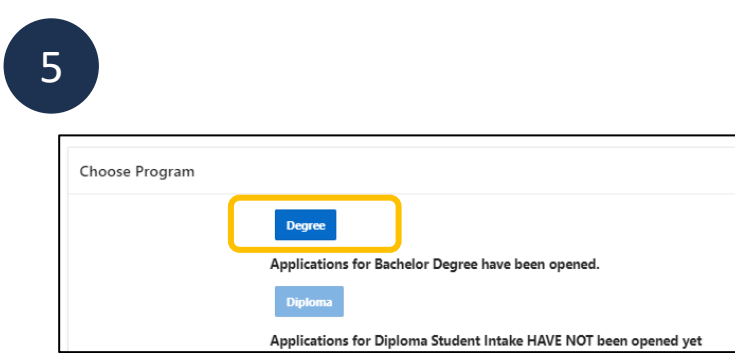 5
Choose Program
Degree
Applications for Bachelor Degree have been opened.
Diploma
Applications for Diploma Student Intake HAVE NOT been opened yet